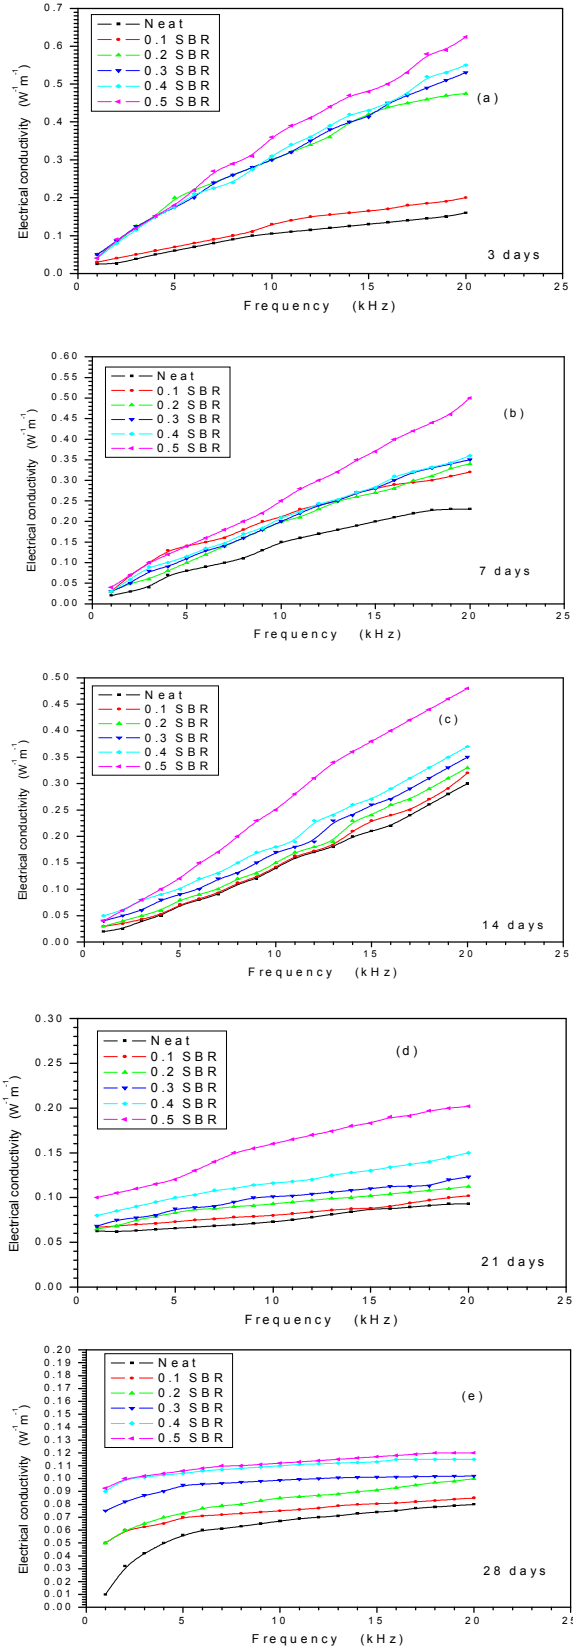 0.7
0.6
0.5
0.4
0.3
0.2
0.1
0.0
Electrical conductivity (W⁻¹m⁻¹)
Neat
0.1 SBR
0.2 SBR
0.3 SBR
0.4 SBR
0.5 SBR
(a)
3 days
0 5 10 15 20 25
Frequency (kHz)
0.60
0.55
0.50
0.45
0.40
0.35
0.30
0.25
0.20
0.15
0.10
0.05
0.00
Electrical conductivity (W⁻¹m⁻¹)
Neat
0.1 SBR
0.2 SBR
0.3 SBR
0.4 SBR
0.5 SBR
(b)
7 days
0 5 10 15 20 25
Frequency (kHz)
0.50
0.45
0.40
0.35
0.30
0.25
0.20
0.15
0.10
0.05
0.00
Electrical conductivity (W⁻¹m⁻¹)
Neat
0.1 SBR
0.2 SBR
0.3 SBR
0.4 SBR
0.5 SBR
(c)
14 days
0 5 10 15 20 25
Frequency (kHz)
0.30
0.25
0.20
0.15
0.10
0.05
0.00
Electrical conductivity (W⁻¹m⁻¹)
Neat
0.1 SBR
0.2 SBR
0.3 SBR
0.4 SBR
0.5 SBR
(d)
21 days
0 5 10 15 20 25
Frequency (kHz)
0.20
0.19
0.18
0.17
0.16
0.15
0.14
0.13
0.12
0.11
0.10
0.09
0.08
0.07
0.06
0.05
0.04
0.03
0.02
0.01
0.00
Electrical conductivity (W⁻¹m⁻¹)
Neat
0.1 SBR
0.2 SBR
0.3 SBR
0.4 SBR
0.5 SBR
(e)
28 days
0 5 10 15 20 25
Frequency (kHz)